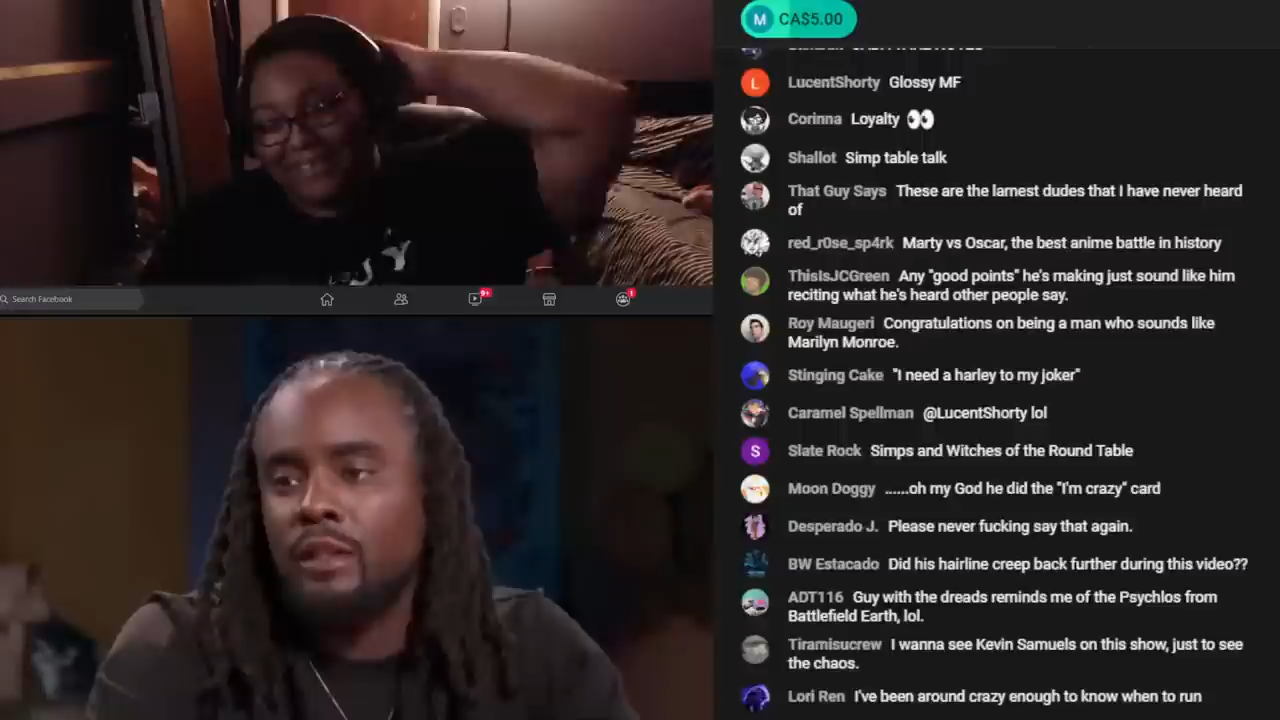 M CA$5.00
L LucentShorty Glossy MF
Corinna Loyalty 👀
Shallot Simp table talk
That Guy Says These are the larnest dudes that I have never heard
of
red_r0se_sp4rk Marty vs Oscar, the best anime battle in history
ThisIsJCGreen Any "good points" he's making just sound like him
reciting what he's heard other people say.
Roy Maugeri Congratulations on being a man who sounds like
Marilyn Monroe.
Stinging Cake "I need a harley to my joker"
Caramel Spellman @LucentShorty lol
S Slate Rock Simps and Witches of the Round Table
Moon Doggy ......oh my God he did the "I'm crazy" card
Desperado J. Please never fucking say that again.
BW Estacado Did his hairline creep back further during this video??
ADT116 Guy with the dreads reminds me of the Psychlos from
Battlefield Earth, lol.
Tiramisucrew I wanna see Kevin Samuels on this show, just to see
the chaos.
Lori Ren I've been around crazy enough to know when to run
Search Facebook
9+
1